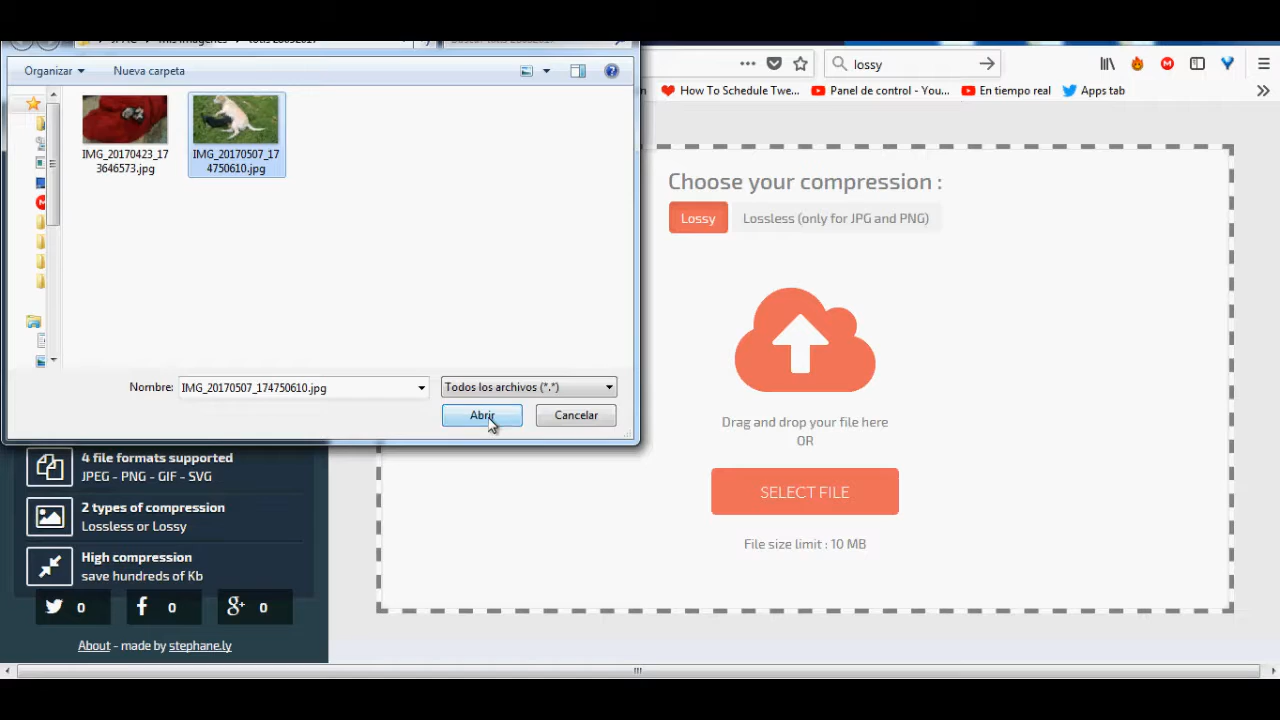 Organizar
Nueva carpeta
IMG_20170423_17
3646573.jpg
IMG_20170507_17
4750610.jpg
Nombre:
IMG_20170507_174750610.jpg
Todos los archivos (*.*)
Abrir
Cancelar
lossy
How To Schedule Twe...
Panel de control - You...
En tiempo real
Apps tab
Choose your compression :
Lossy
Lossless (only for JPG and PNG)
Drag and drop your file here
OR
SELECT FILE
File size limit : 10 MB
4 file formats supported
JPEG - PNG - GIF - SVG
2 types of compression
Lossless or Lossy
High compression
save hundreds of Kb
0
0
g+ 0
About - made by stephane.ly